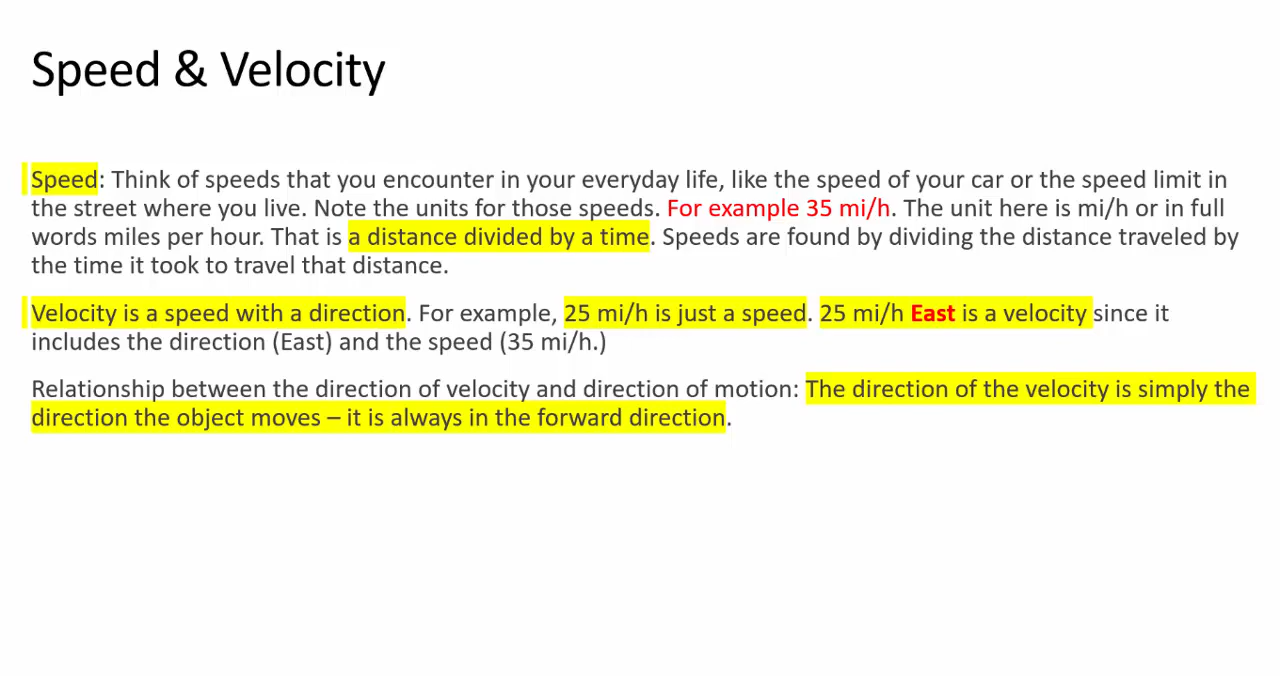 Speed & Velocity
Speed: Think of speeds that you encounter in your everyday life, like the speed of your car or the speed limit in
the street where you live. Note the units for those speeds. For example 35 mi/h. The unit here is mi/h or in full
words miles per hour. That is a distance divided by a time. Speeds are found by dividing the distance traveled by
the time it took to travel that distance.
Velocity is a speed with a direction. For example, 25 mi/h is just a speed. 25 mi/h East is a velocity since it
includes the direction (East) and the speed (35 mi/h.)
Relationship between the direction of velocity and direction of motion: The direction of the velocity is simply the
direction the object moves – it is always in the forward direction.